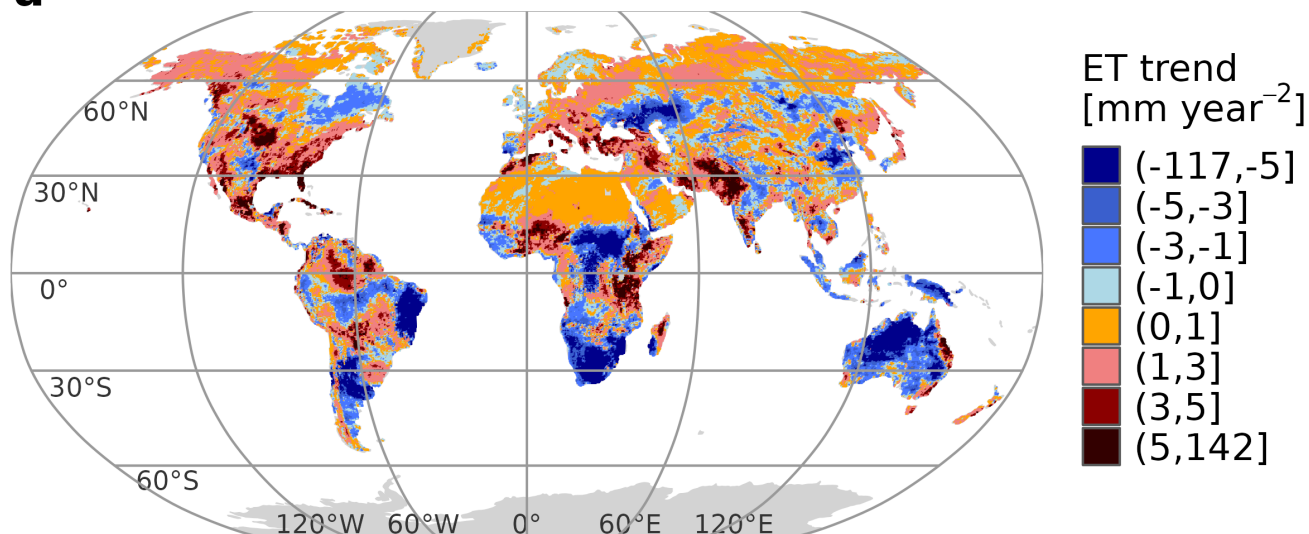 ET trend
[mm year⁻²]
60°N
30°N
0°
30°S
60°S
120°W 60°W 0° 60°E 120°E
(-117,-5]
(-5,-3]
(-3,-1]
(-1,0]
(0,1]
(1,3]
(3,5]
(5,142]